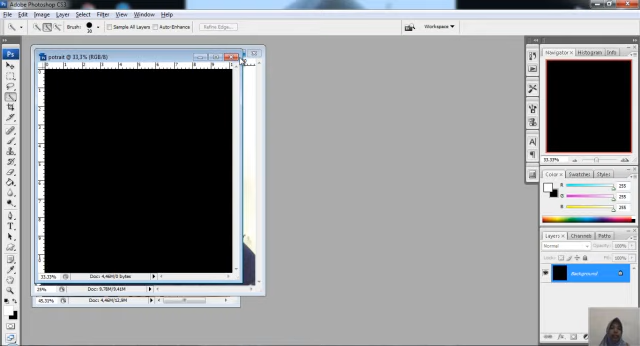 Adobe Photoshop CS3
File Edit Image Layer Select Filter View Window Help
Brush: 30 Sample All Layers Auto-Enhance Refine Edge... Workspace
Ps
potrait @ 33,3% (RGB/8)
33,33% Doc: 4,46M/0 bytes
25% Doc: 9,78M/9,41M
45,31% Doc: 4,46M/12,9M
Navigator × Histogram Info
33.33%
Color × Swatches Styles
R 255
G 255
B 255
Layers × Channels Paths
Normal Opacity: 100%
Lock: Fill: 100%
Background